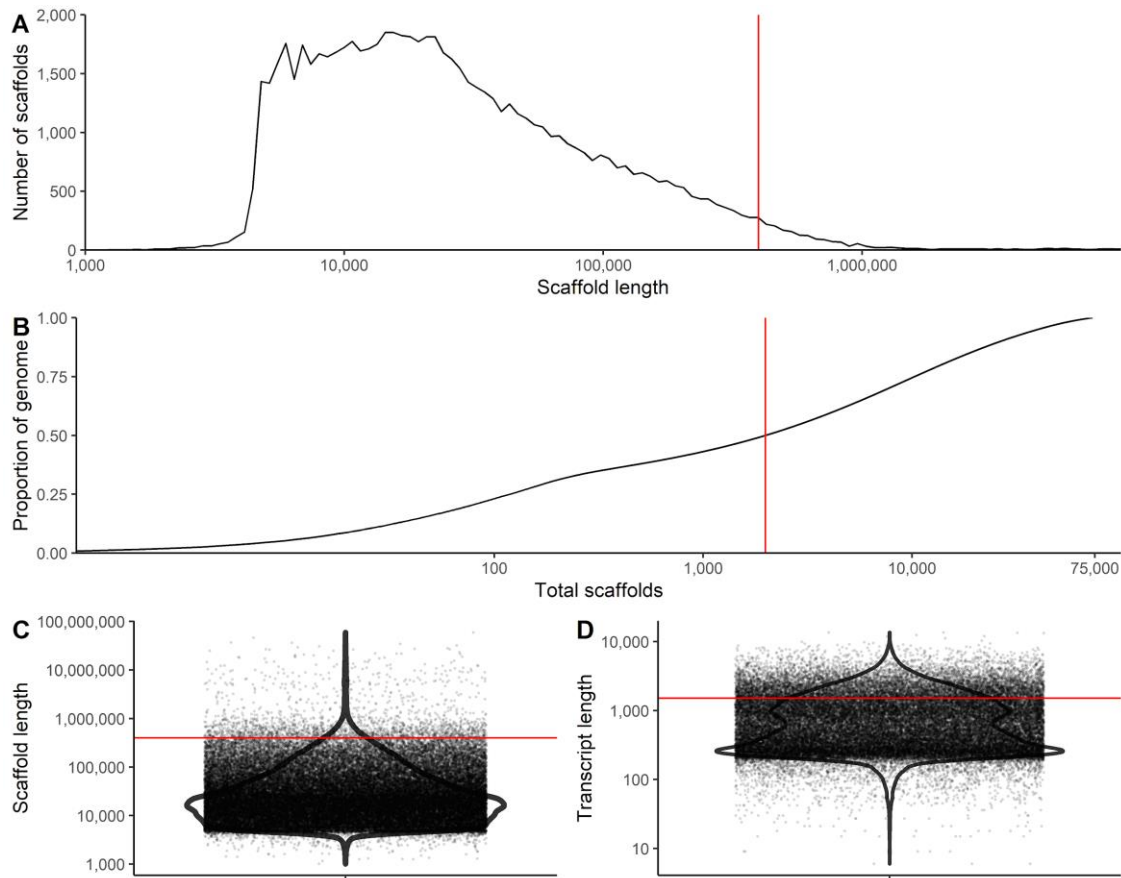 A
Number of scaffolds
2,000
1,500
1,000
500
0
1,000
10,000
100,000
1,000,000
Scaffold length
B
Proportion of genome
1.00
0.75
0.50
0.25
0.00
100
1,000
10,000
75,000
Total scaffolds
C
Scaffold length
100,000,000
10,000,000
1,000,000
100,000
10,000
1,000
D
Transcript length
10,000
1,000
100
10